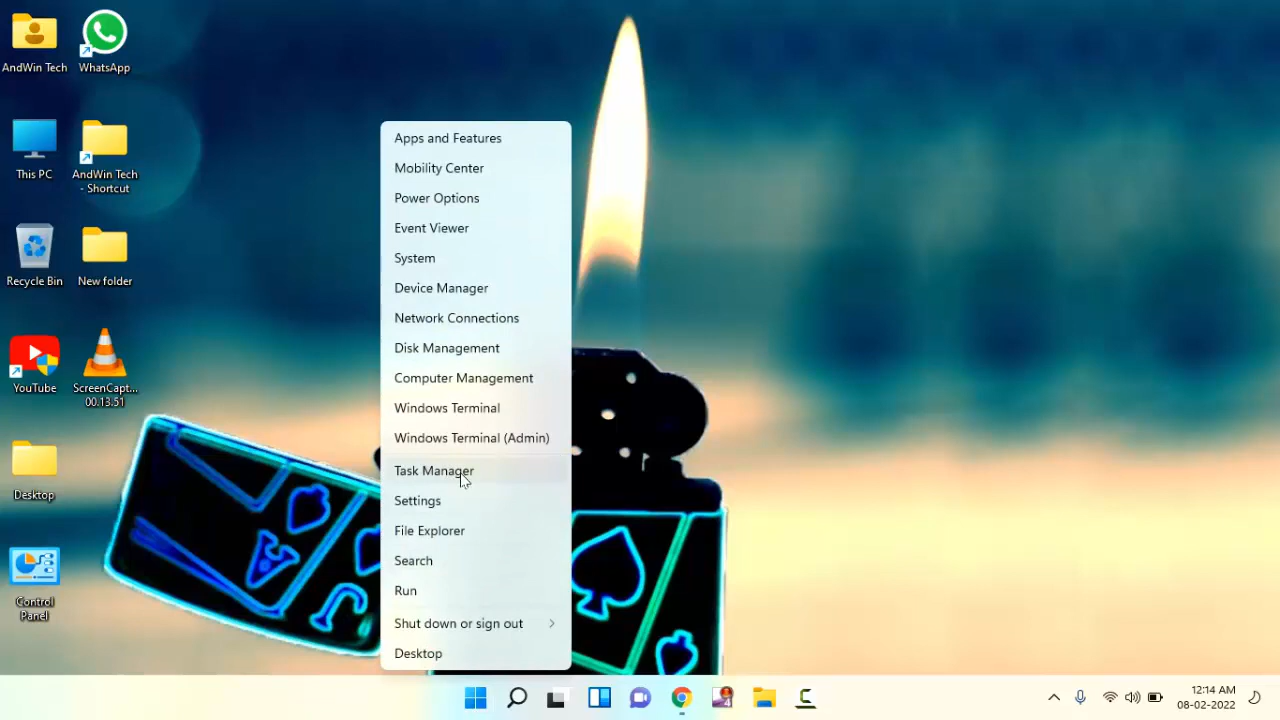 AndWin Tech
WhatsApp
This PC
AndWin Tech
- Shortcut
Recycle Bin
New folder
YouTube
ScreenCapt...
00.13.51
Desktop
Control
Panel
Apps and Features
Mobility Center
Power Options
Event Viewer
System
Device Manager
Network Connections
Disk Management
Computer Management
Windows Terminal
Windows Terminal (Admin)
Task Manager
Settings
File Explorer
Search
Run
Shut down or sign out
Desktop
12:14 AM
08-02-2022